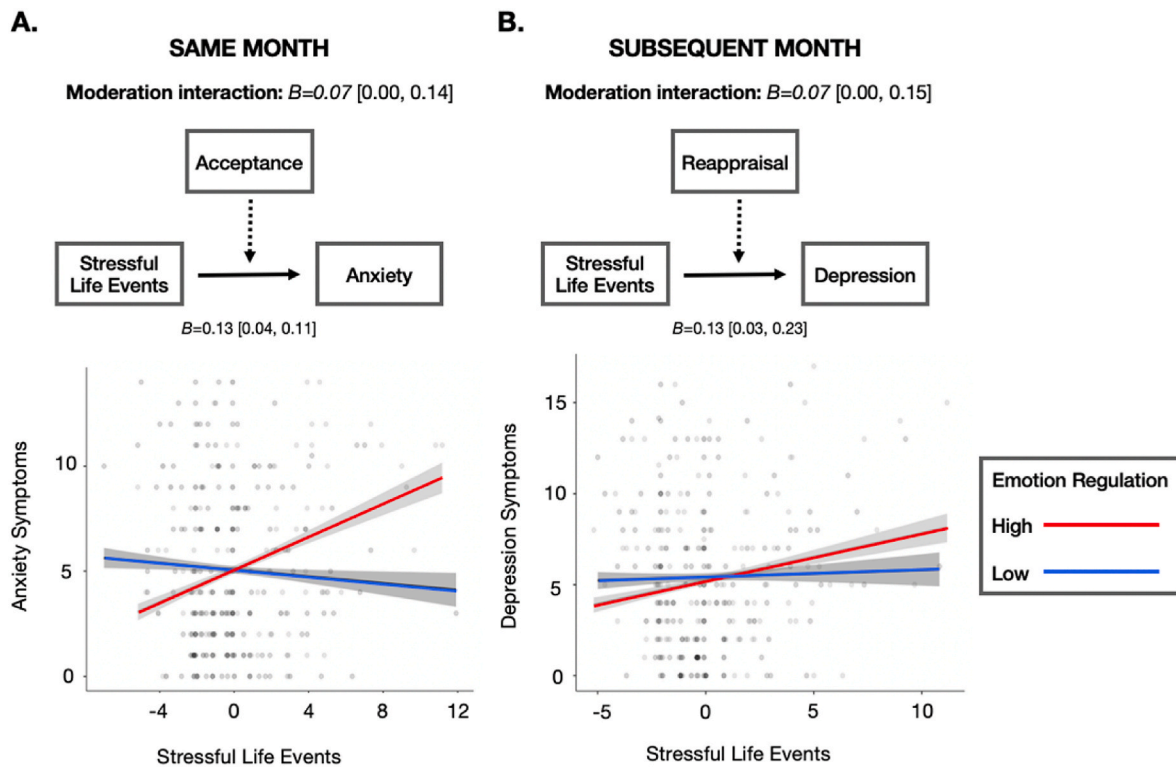 A.
SAME MONTH
Moderation interaction: B=0.07 [0.00, 0.14]
Acceptance
Stressful
Life Events
Anxiety
B=0.13 [0.04, 0.11]
Anxiety Symptoms
10
5
0
-4
0
4
8
12
Stressful Life Events
B.
SUBSEQUENT MONTH
Moderation interaction: B=0.07 [0.00, 0.15]
Reappraisal
Stressful
Life Events
Depression
B=0.13 [0.03, 0.23]
Depression Symptoms
15
10
5
0
-5
0
5
10
Stressful Life Events
Emotion Regulation
High
Low